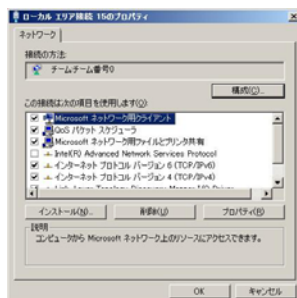 ローカル エリア接続 15のプロパティ
ネットワーク
接続の方法:
チームチーム番号0
構成(C)...
この接続は次の項目を使用します(O):
Microsoft ネットワーク用クライアント
QoS パケット スケジューラ
Microsoft ネットワーク用ファイルとプリンタ共有
Intel(R) Advanced Network Services Protocol
インターネット プロトコル バージョン 6 (TCP/IPv6)
インターネット プロトコル バージョン 4 (TCP/IPv4)
Link-Layer Topology Discovery Mapper I/O Driver
インストール(N)...
削除(U)
プロパティ(R)
説明
コンピュータから Microsoft ネットワーク上のリソースにアクセスできます。
OK
キャンセル